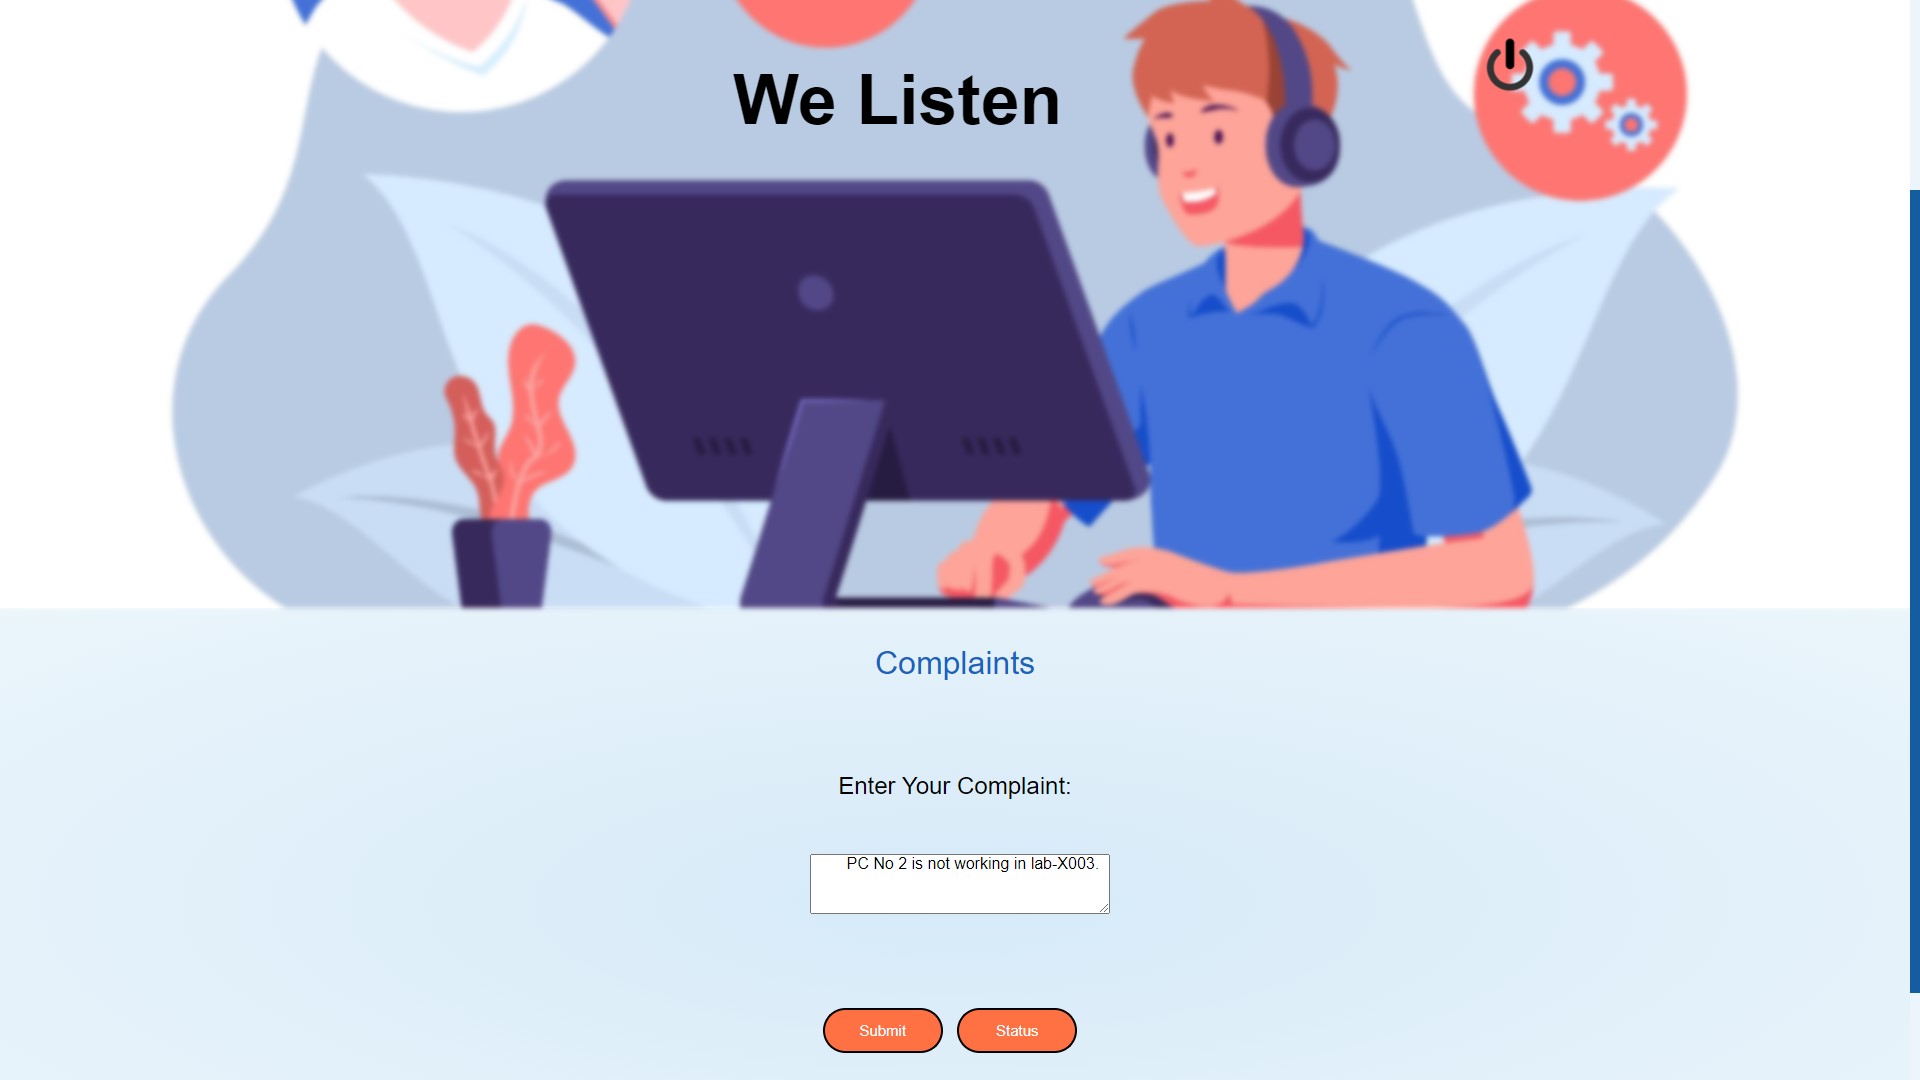 We Listen
Complaints
Enter Your Complaint:
PC No 2 is not working in lab-X003.
Submit
Status